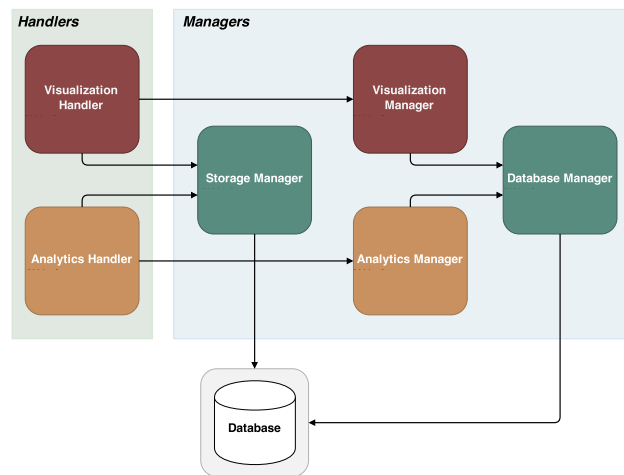 Handlers
Managers
Visualization
Handler
Visualization
Manager
Storage Manager
Database Manager
Analytics Handler
Analytics Manager
Database